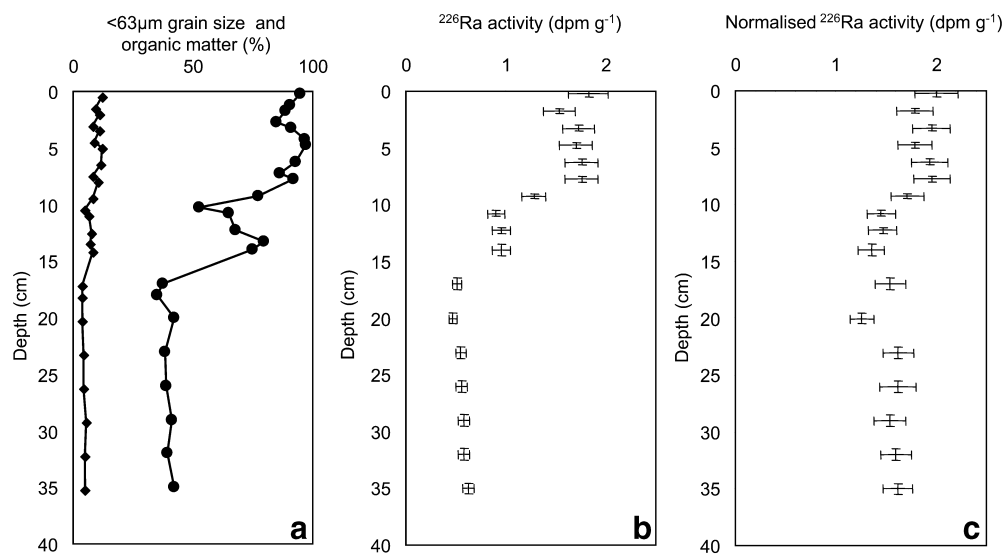 <63μm grain size and
organic matter (%)
0 50 100
0
5
10
15
20
25
30
35
40
Depth (cm)
a
²²⁶Ra activity (dpm g⁻¹)
0 1 2
0
5
10
15
20
25
30
35
40
Depth (cm)
b
Normalised ²²⁶Ra activity (dpm g⁻¹)
0 0 1 2
0
5
10
15
20
25
30
35
40
Depth (cm)
c